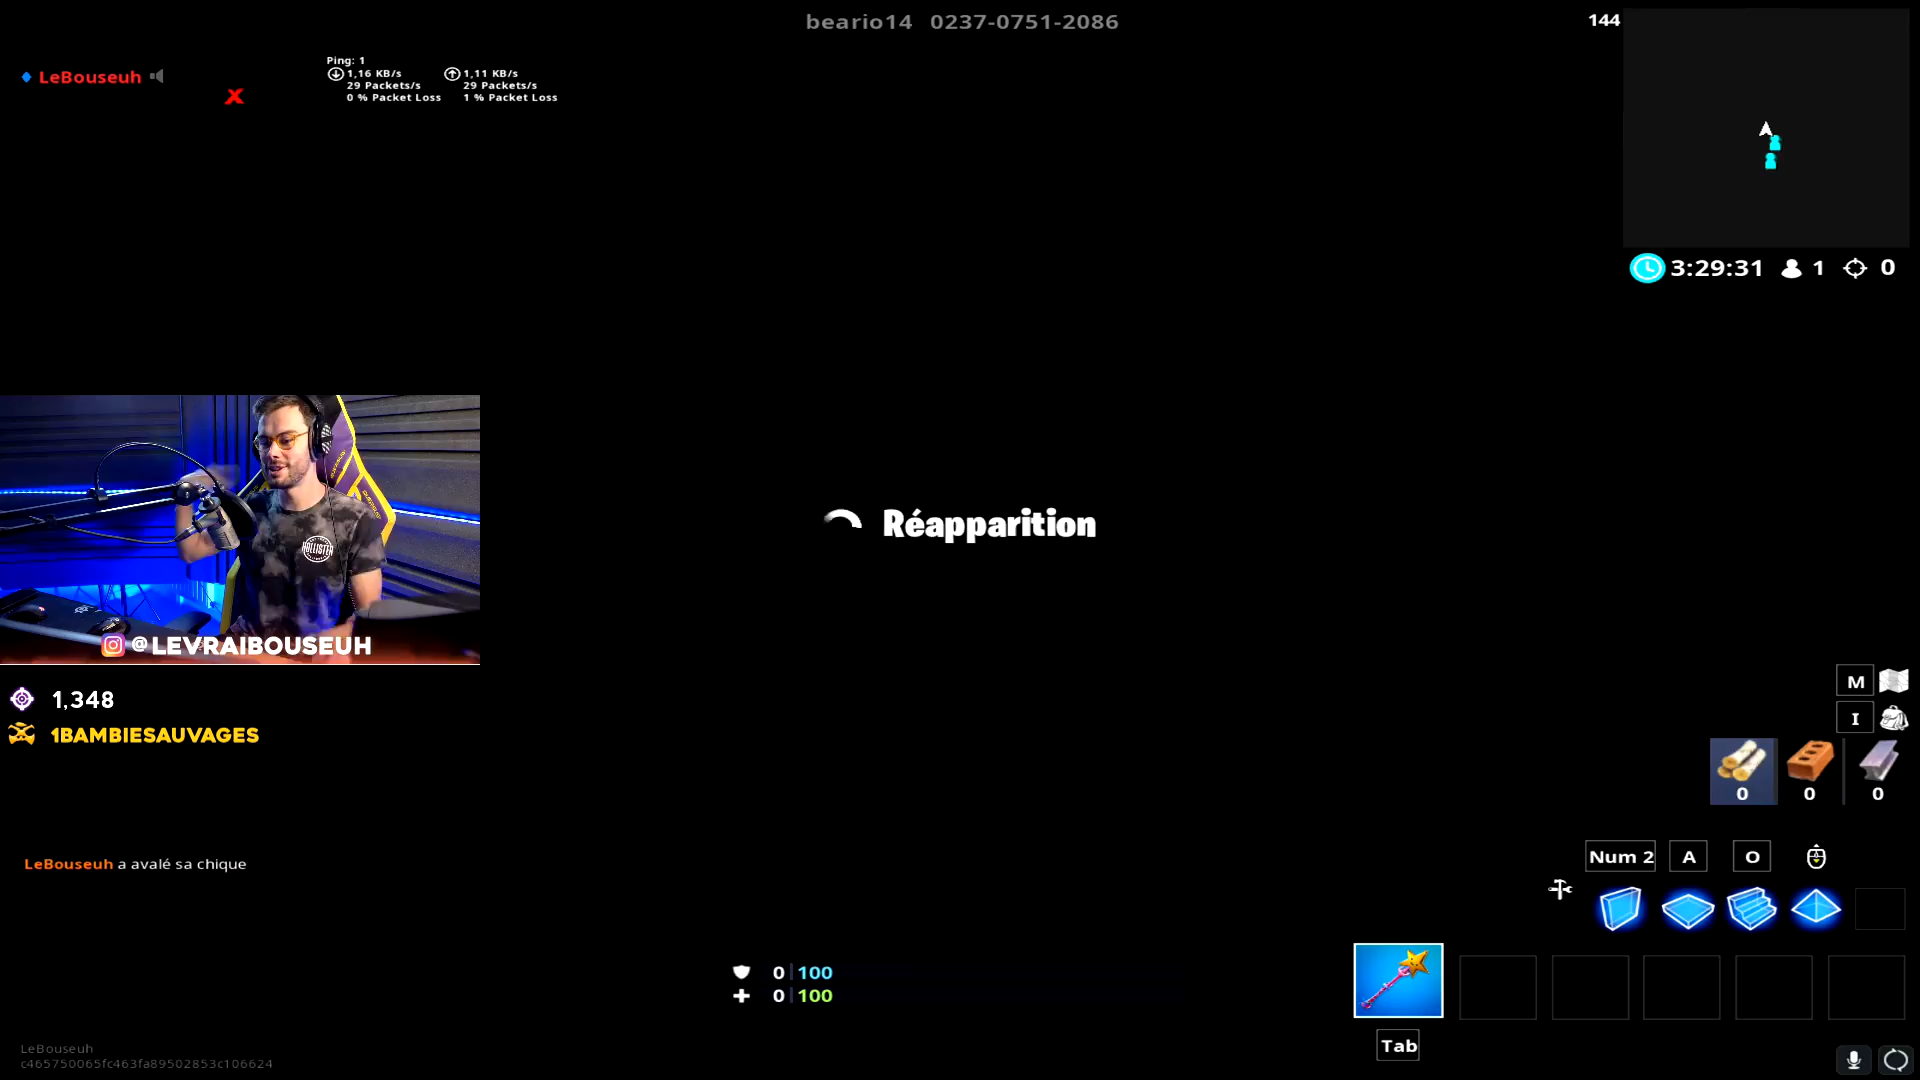 beario14 0237-0751-2086
144
LeBouseuh
X
Ping: 1
1,16 KB/s 1,11 KB/s
29 Packets/s 29 Packets/s
0 % Packet Loss 1 % Packet Loss
3:29:31 1 0
Réapparition
HOLLISTER
@LEVRAIBOUSEUH
1,348
1BAMBIESAUVAGES
M
I
0 0 0
LeBouseuh a avalé sa chique
Num 2 A O
0 | 100
0 | 100
Tab
LeBouseuh
c465750065fc463fa89502853c106624